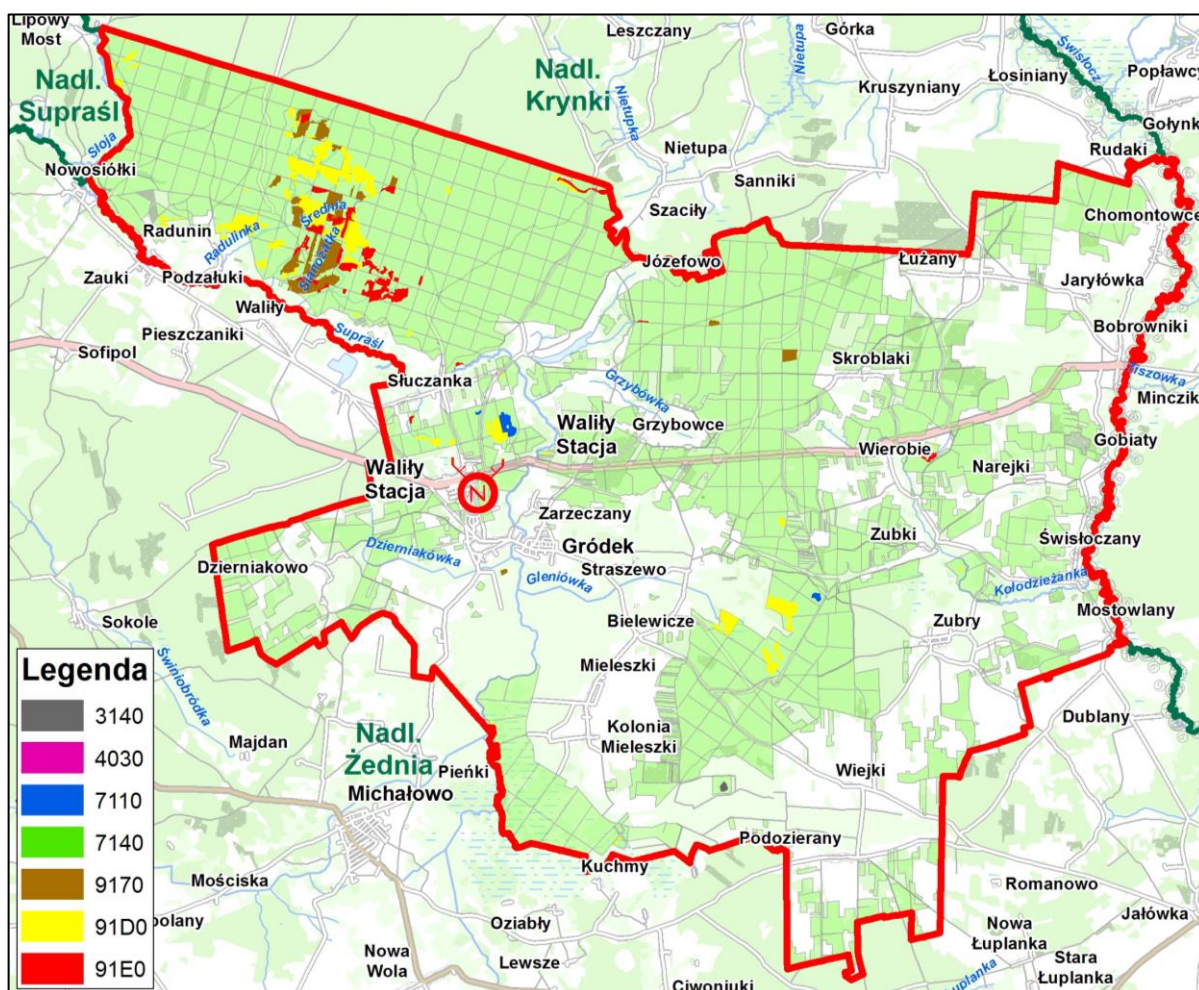 Lipowy
Most
Leszczany
Górka
Świsłocz
Popławcy
Nadl.
Supraśl
Nadl.
Krynki
Nietupa
Łosiniany
Kruszyniany
Gołynka
Słoja
Nietupka
Rudaki
Nowosiółki
Nietupa
Sanniki
Szaciły
Chomontowce
Radunin
Radulinka
Średnia
Józefowo
Łużany
Zauki
Podzałuki
Jaryłówka
Waliły
Supraśl
Bobrowniki
Pieszczaniki
Sofipol
Skroblaki
Słuczanka
Grzybówka
Minczik
Waliły
Stacja
Grzybowce
Gobiaty
Wierobie
Narejki
Waliły
Stacja
N
Zarzeczany
Zubki
Świsłoczany
Dzierniakówka
Gródek
Dzierniakowo
Straszewo
Gleniówka
Kołodzieżanka
Mostowlany
Sokole
Bielewicze
Zubry
Legenda
Świniobródka
Mieleszki
3140
Dublany
4030
Majdan
Nadl.
Żednia
Kolonia
Mieleszki
7110
Pieńki
Wiejki
Michałowo
7140
9170
Podozierany
Kuchmy
Mościska
Romanowo
91D0
Oziabły
Nowa
Łuplanka
Jałówka
91E0
Nowa
Wola
Lewsze
Stara
Łuplanka
Ciwoniuki